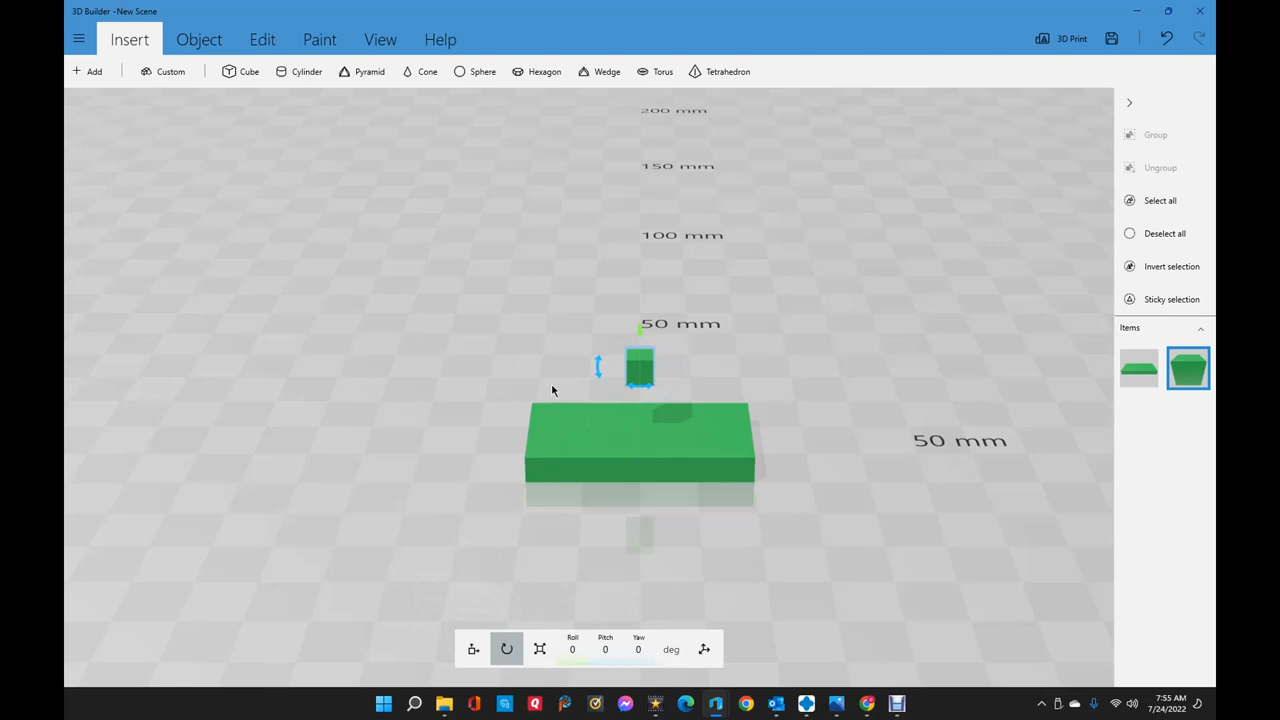 3D Builder -New Scene
Insert Object Edit Paint View Help 3D Print
Add Custom Cube Cylinder Pyramid Cone Sphere Hexagon Wedge Torus Tetrahedron
200 mm
150 mm
100 mm
50 mm
50 mm
Group
Ungroup
Select all
Deselect all
Invert selection
Sticky selection
Items
Roll Pitch Yaw
0 0 0 deg
7:55 AM
7/24/2022